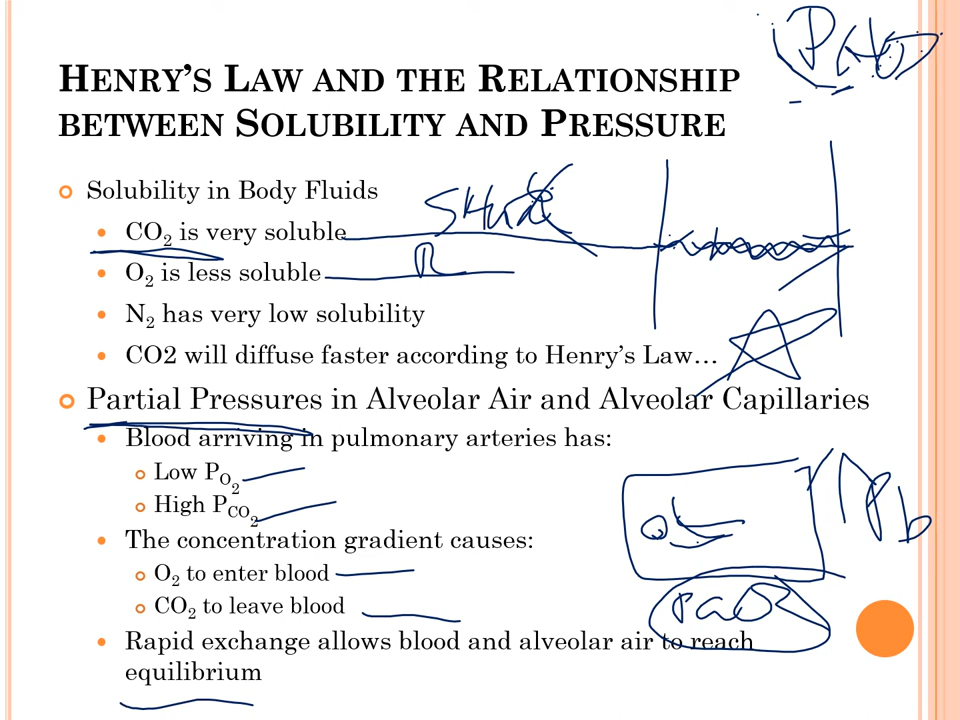 HENRY'S LAW AND THE RELATIONSHIP
BETWEEN SOLUBILITY AND PRESSURE
Solubility in Body Fluids
CO2 is very soluble
O2 is less soluble
N2 has very low solubility
CO2 will diffuse faster according to Henry's Law…
Partial Pressures in Alveolar Air and Alveolar Capillaries
Blood arriving in pulmonary arteries has:
Low PO2
High PCO2
The concentration gradient causes:
O2 to enter blood
CO2 to leave blood
Rapid exchange allows blood and alveolar air to reach
equilibrium